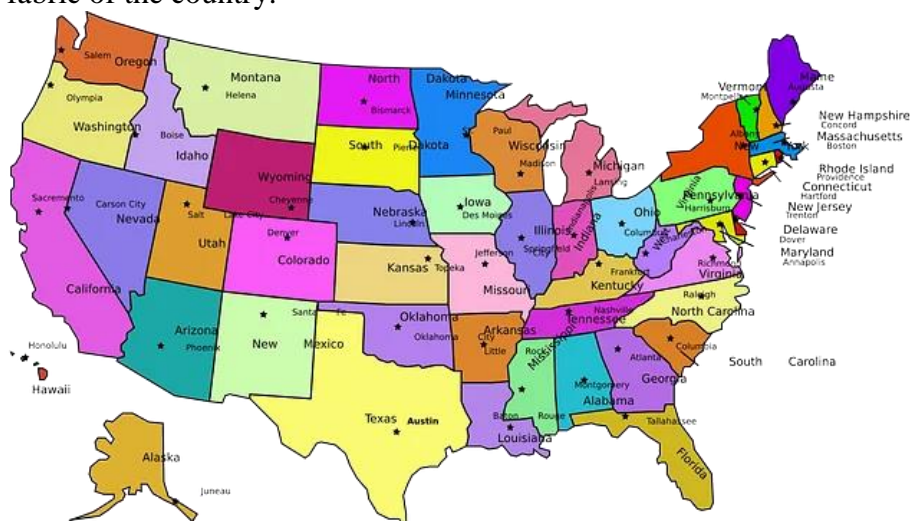 fabric of the country.
Salem Oregon
Olympia
Washington
Montana
Helena
Boise
Idaho
North Dakota
Bismarck
Minnesota
St. Paul
South Dakota
Pierre
Wisconsin
Madison
Michigan
Lansing
Vermont
Montpelier
Maine
Augusta
New Hampshire
Concord
Massachusetts
Boston
Albany
New York
Rhode Island
Providence
Connecticut
Hartford
New Jersey
Trenton
Delaware
Dover
Maryland
Annapolis
Pennsylvania
Harrisburg
Wyoming
Cheyenne
Iowa
Des Moines
Nebraska
Lincoln
Illinois
Springfield
Indiana
Indianapolis
Ohio
Columbus
West Virginia
Charleston
Richmond
Virginia
Sacramento
Carson City
Nevada
Salt Lake City
Utah
Denver
Colorado
Kansas
Topeka
Jefferson City
Missouri
Frankfurt
Kentucky
California
Arizona
Phoenix
Santa Fe
New Mexico
Oklahoma
Oklahoma City
Arkansas
Little Rock
Nashville
Tennessee
Raleigh
North Carolina
Columbia
South Carolina
Mississippi
Montgomery
Alabama
Atlanta
Georgia
Texas Austin
Baton Rouge
Louisiana
Tallahassee
Florida
Honolulu
Hawaii
Alaska
Juneau